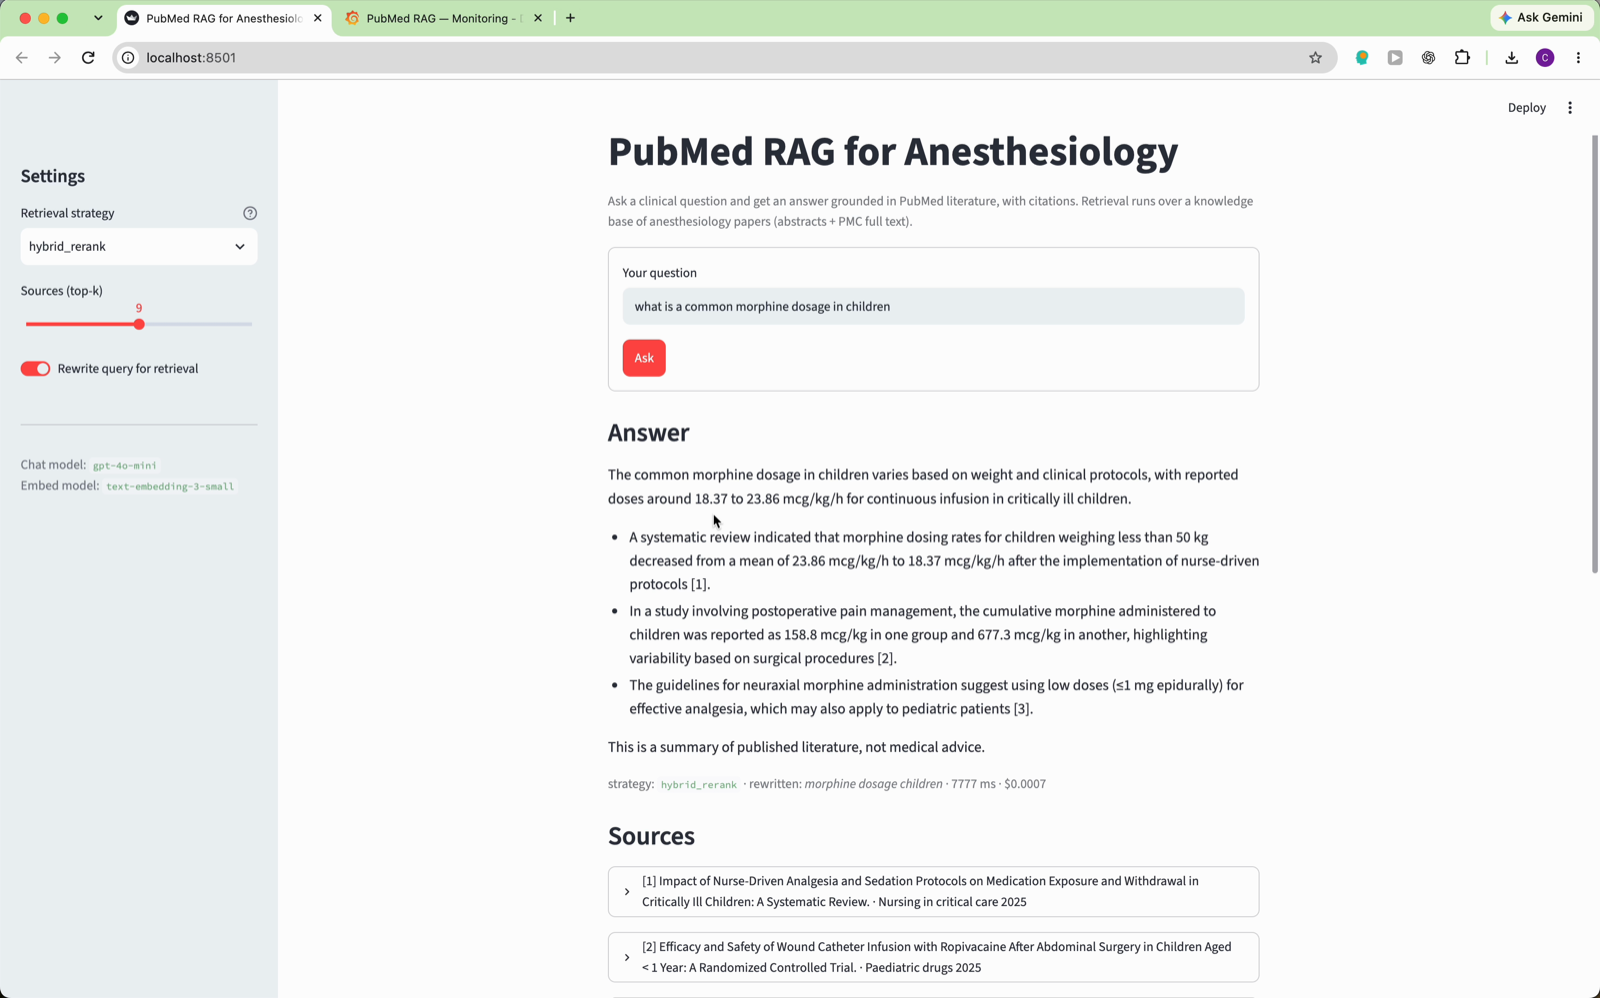 PubMed RAG for Anesthesiolo
PubMed RAG — Monitoring -
Ask Gemini
localhost:8501
C
Deploy
Settings
Retrieval strategy
hybrid_rerank
Sources (top-k)
9
Rewrite query for retrieval
Chat model: gpt-4o-mini
Embed model: text-embedding-3-small
PubMed RAG for Anesthesiology
Ask a clinical question and get an answer grounded in PubMed literature, with citations. Retrieval runs over a knowledge
base of anesthesiology papers (abstracts + PMC full text).
Your question
what is a common morphine dosage in children
Ask
Answer
The common morphine dosage in children varies based on weight and clinical protocols, with reported
doses around 18.37 to 23.86 mcg/kg/h for continuous infusion in critically ill children.
• A systematic review indicated that morphine dosing rates for children weighing less than 50 kg
decreased from a mean of 23.86 mcg/kg/h to 18.37 mcg/kg/h after the implementation of nurse-driven
protocols [1].
• In a study involving postoperative pain management, the cumulative morphine administered to
children was reported as 158.8 mcg/kg in one group and 677.3 mcg/kg in another, highlighting
variability based on surgical procedures [2].
• The guidelines for neuraxial morphine administration suggest using low doses (≤1 mg epidurally) for
effective analgesia, which may also apply to pediatric patients [3].
This is a summary of published literature, not medical advice.
strategy: hybrid_rerank · rewritten: morphine dosage children · 7777 ms · $0.0007
Sources
[1] Impact of Nurse-Driven Analgesia and Sedation Protocols on Medication Exposure and Withdrawal in
Critically Ill Children: A Systematic Review. · Nursing in critical care 2025
[2] Efficacy and Safety of Wound Catheter Infusion with Ropivacaine After Abdominal Surgery in Children Aged
< 1 Year: A Randomized Controlled Trial. · Paediatric drugs 2025